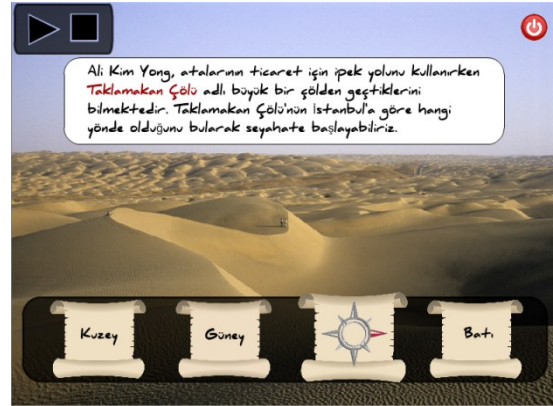 Ali Kim Yong, atalarının ticaret için ipek yolunu kullanırken
Taklamakan Çölü adlı büyük bir çölden geçtiklerini
bilmektedir. Taklamakan Çölü'nün İstanbul'a göre hangi
yönde olduğunu bularak seyahate başlayabiliriz.
Kuzey
Güney
Batı